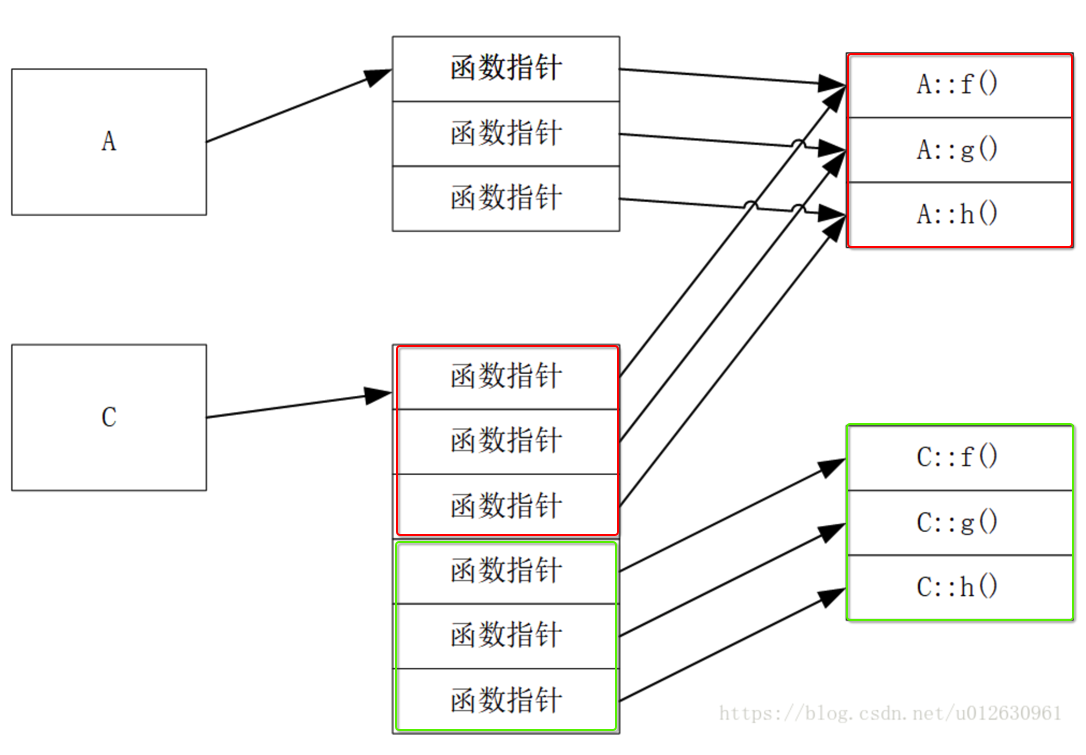 A
函数指针
函数指针
函数指针
A::f()
A::g()
A::h()
C
函数指针
函数指针
函数指针
函数指针
函数指针
函数指针
C::f()
C::g()
C::h()
https://blog.csdn.net/u012630961